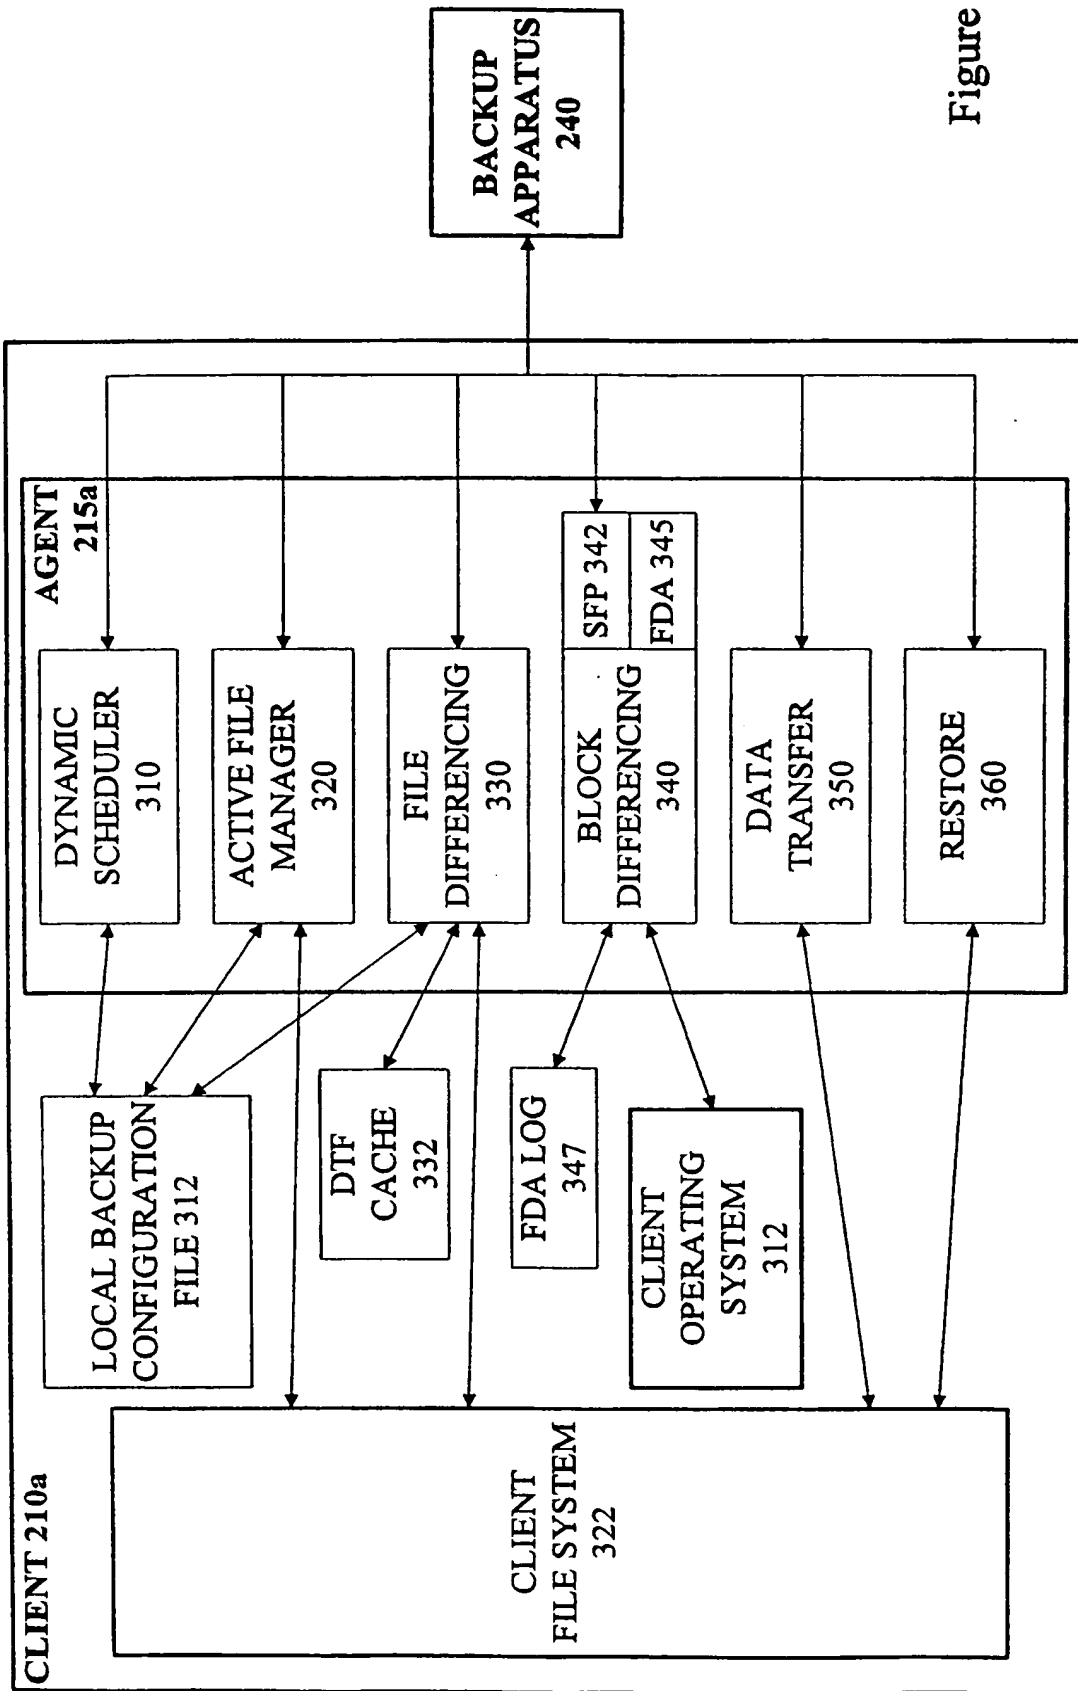 CLIENT 210a
CLIENT
FILE SYSTEM
322
LOCAL BACKUP
CONFIGURATION
FILE 312
DTF
CACHE
332
FDA LOG
347
CLIENT
OPERATING
SYSTEM
312
AGENT
215a
DYNAMIC
SCHEDULER
310
ACTIVE FILE
MANAGER
320
FILE
DIFFERENCING
330
BLOCK
DIFFERENCING
340
SFP 342
FDA 345
DATA
TRANSFER
350
RESTORE
360
BACKUP
APPARATUS
240
Figure